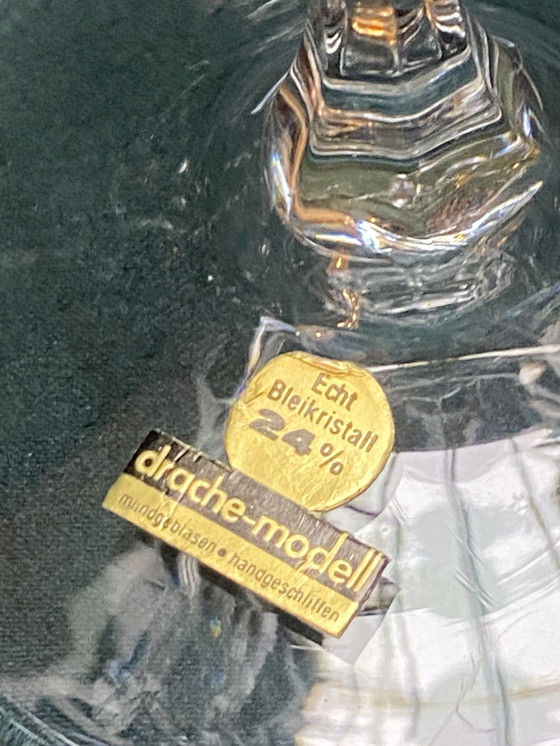 Echt
Bleikristall
24%
drache-modell
mundgeblasen • handgeschliffen